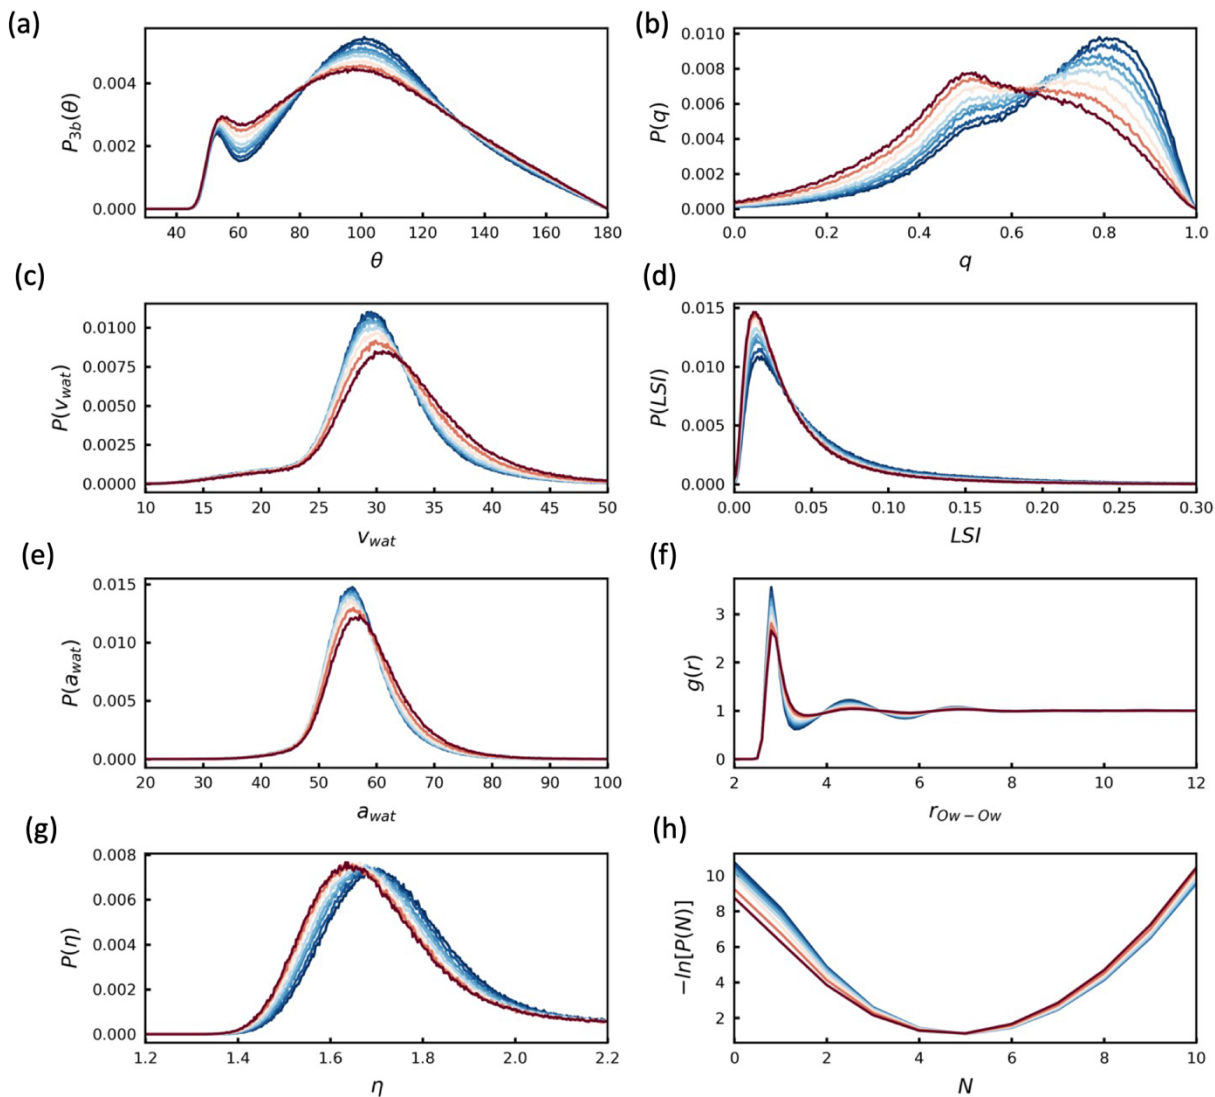 (a)
P3b(θ)
0.004
0.002
0.000
40 60 80 100 120 140 160 180
θ
(b)
P(q)
0.010
0.008
0.006
0.004
0.002
0.000
0.0 0.2 0.4 0.6 0.8 1.0
q
(c)
P(vwat)
0.0100
0.0075
0.0050
0.0025
0.0000
10 15 20 25 30 35 40 45 50
vwat
(d)
P(LSI)
0.015
0.010
0.005
0.000
0.00 0.05 0.10 0.15 0.20 0.25 0.30
LSI
(e)
P(awat)
0.015
0.010
0.005
0.000
20 30 40 50 60 70 80 90 100
awat
(f)
g(r)
3
2
1
0
2 4 6 8 10 12
rOw−Ow
(g)
P(η)
0.008
0.006
0.004
0.002
0.000
1.2 1.4 1.6 1.8 2.0 2.2
η
(h)
−ln[P(N)]
10
8
6
4
2
0 2 4 6 8 10
N